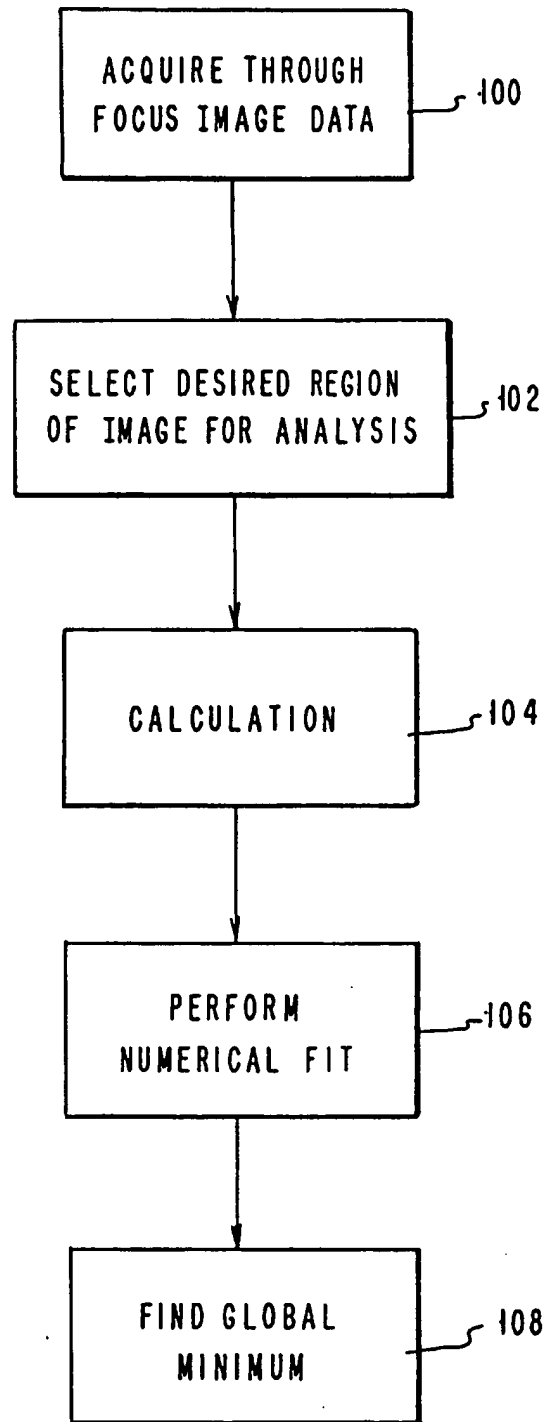 ACQUIRE THROUGH
FOCUS IMAGE DATA
100
SELECT DESIRED REGION
OF IMAGE FOR ANALYSIS
102
CALCULATION
104
PERFORM
NUMERICAL FIT
106
FIND GLOBAL
MINIMUM
108